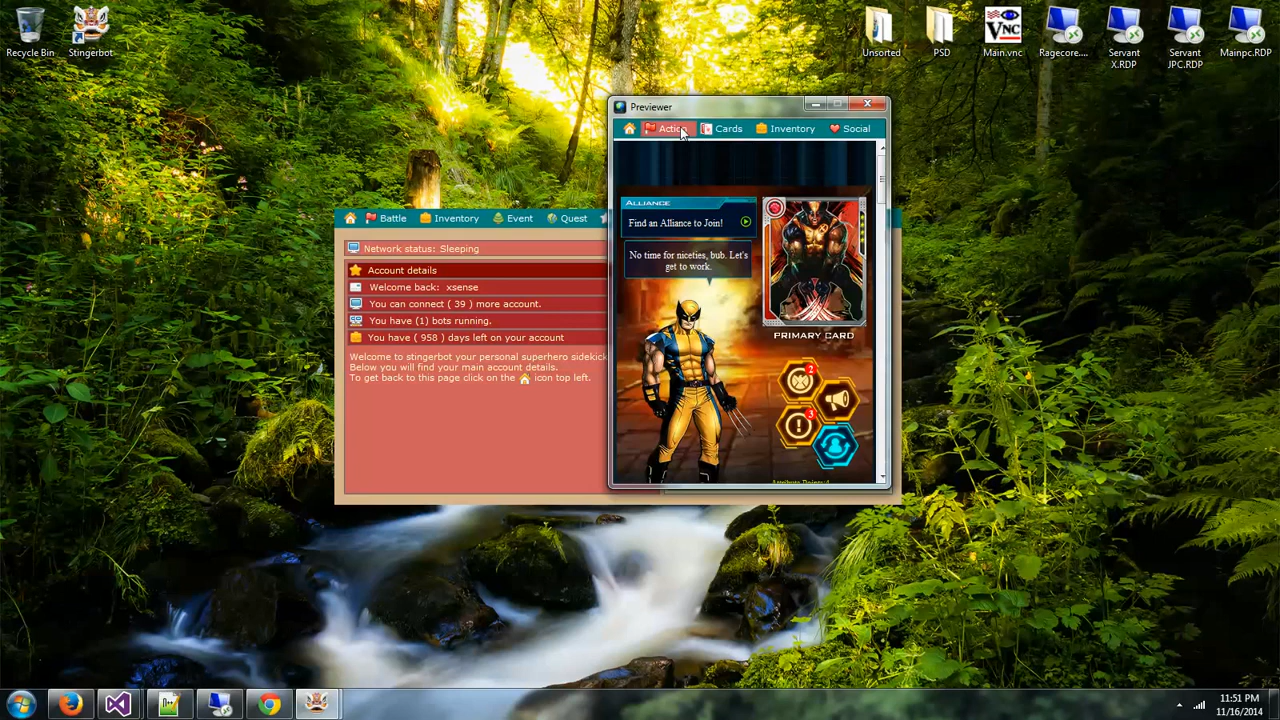 Recycle Bin
Stingerbot
Unsorted
PSD
Main.vnc
Ragecore....
Servant
X.RDP
Servant
JPC.RDP
Mainpc.RDP
Previewer
Action
Cards
Inventory
Social
ALLIANCE
Find an Alliance to Join!
No time for niceties, bub. Let's
get to work.
PRIMARY CARD
2
3
Battle
Inventory
Event
Quest
Network status: Sleeping
Account details
Welcome back: xsense
You can connect ( 39 ) more account.
You have (1) bots running.
You have ( 958 ) days left on your account
Welcome to stingerbot your personal superhero sidekick
Below you will find your main account details.
To get back to this page click on the icon top left.
11:51 PM
11/16/2014